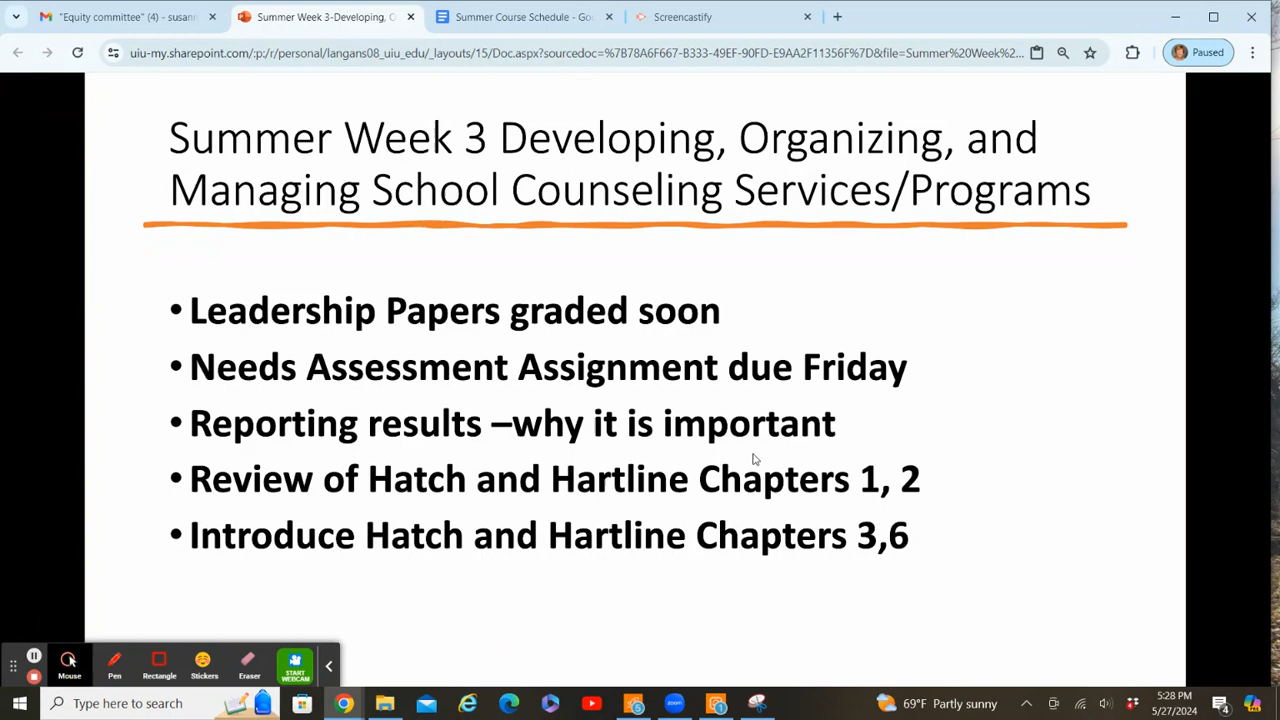 "Equity committee" (4) - susann
Summer Week 3-Developing, O
Summer Course Schedule - Goo
Screencastify
uiu-my.sharepoint.com/:p:/r/personal/langans08_uiu_edu/_layouts/15/Doc.aspx?sourcedoc=%7B78A6F667-B333-49EF-90FD-E9AA2F11356F%7D&file=Summer%20Week%2...
Paused
Summer Week 3 Developing, Organizing, and
Managing School Counseling Services/Programs
• Leadership Papers graded soon
• Needs Assessment Assignment due Friday
• Reporting results –why it is important
• Review of Hatch and Hartline Chapters 1, 2
• Introduce Hatch and Hartline Chapters 3,6
Mouse
Pen
Rectangle
Stickers
Eraser
START
WEBCAM
Type here to search
69°F Partly sunny
5:28 PM
5/27/2024
4